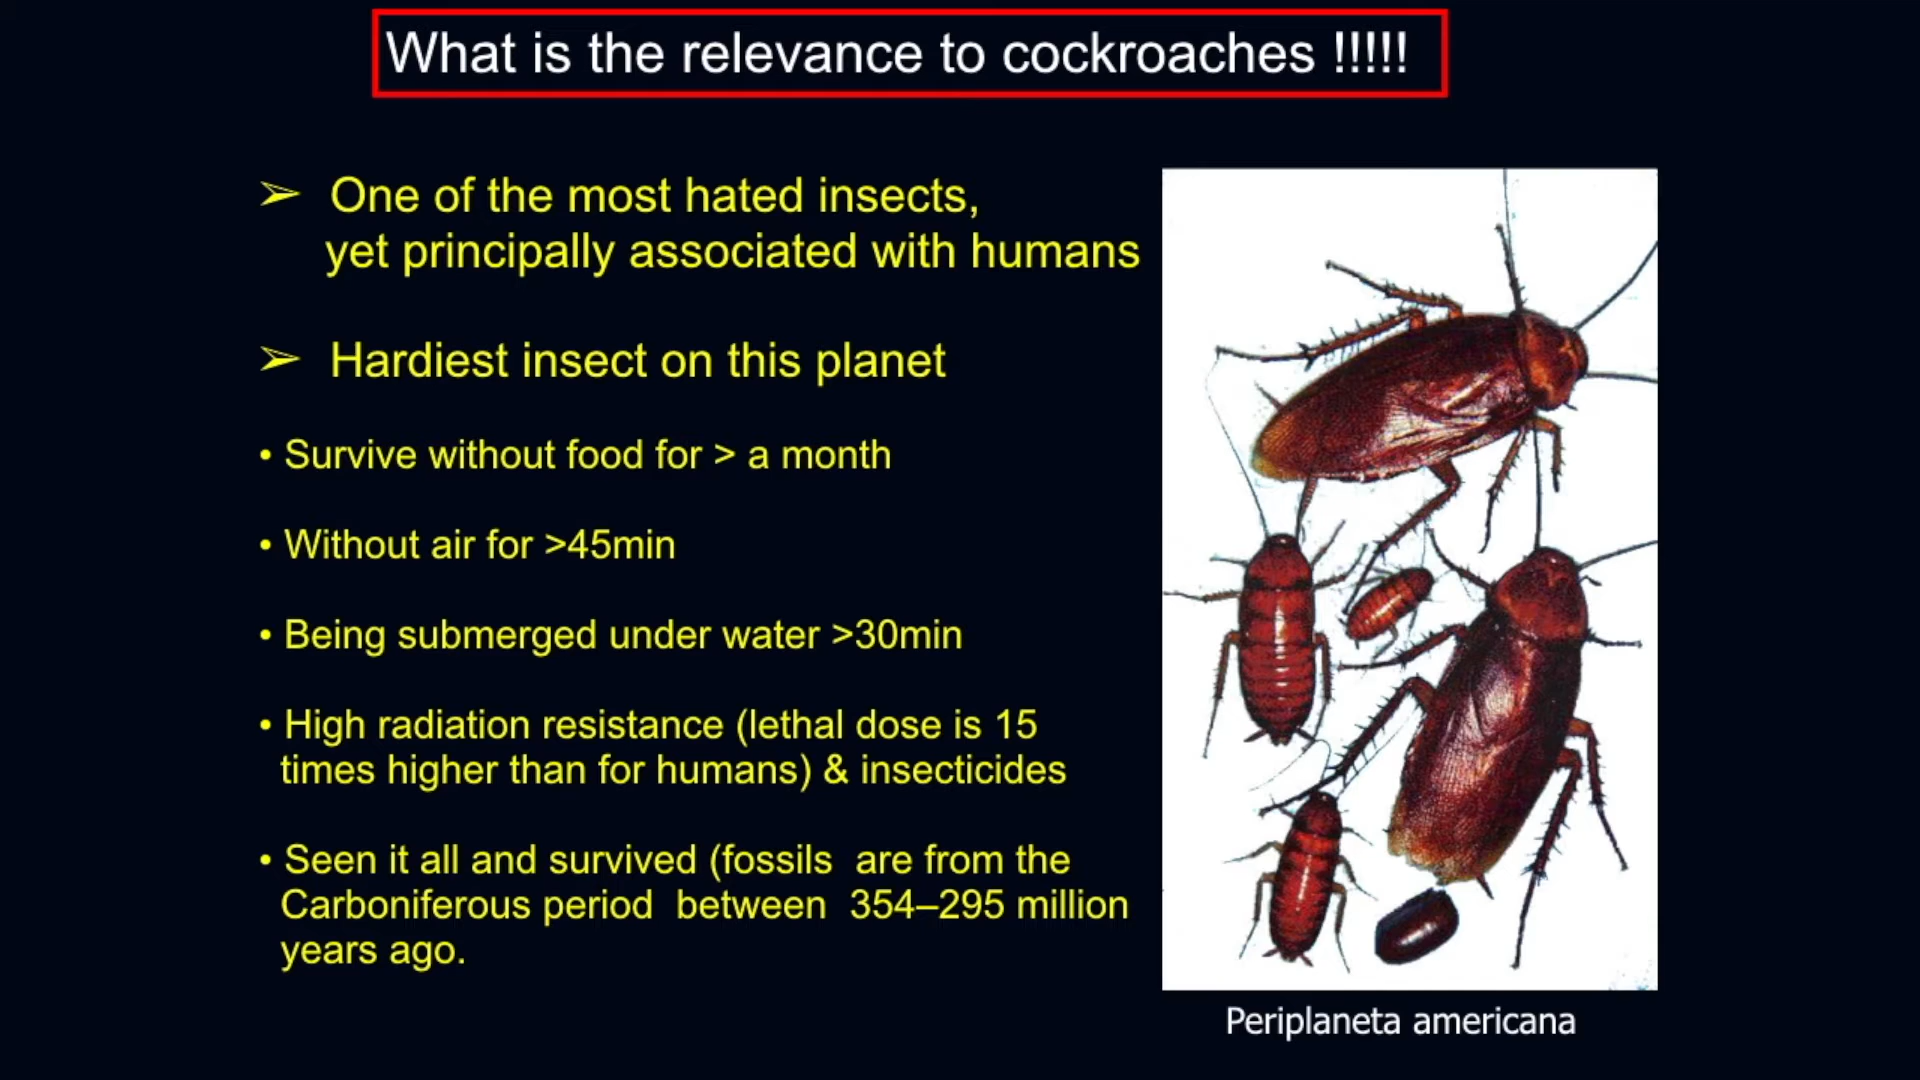 What is the relevance to cockroaches !!!!!
➢ One of the most hated insects,
yet principally associated with humans
➢ Hardiest insect on this planet
• Survive without food for > a month
• Without air for >45min
• Being submerged under water >30min
• High radiation resistance (lethal dose is 15
times higher than for humans) & insecticides
• Seen it all and survived (fossils are from the
Carboniferous period between 354–295 million
years ago.
Periplaneta americana